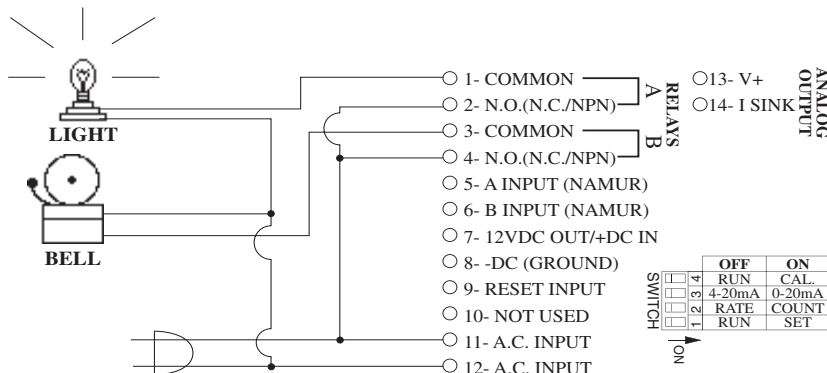 LIGHT
BELL
1- COMMON
2- N.O.(N.C./NPN)
3- COMMON
4- N.O.(N.C./NPN)
5- A INPUT (NAMUR)
6- B INPUT (NAMUR)
7- 12VDC OUT/+DC IN
8- -DC (GROUND)
9- RESET INPUT
10- NOT USED
11- A.C. INPUT
12- A.C. INPUT
A
B
RELAYS
13- V+
14- I SINK
ANALOG
OUTPUT
SWITCH
OFF ON
4 RUN CAL.
3 4-20mA 0-20mA
2 RATE COUNT
1 RUN SET
ON